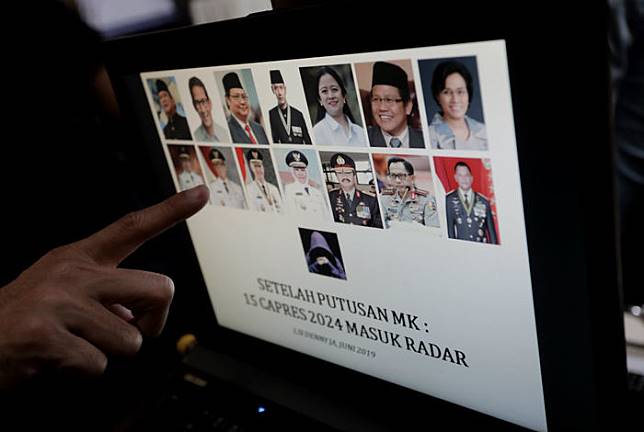 SETELAH PUTUSAN MK :
15 CAPRES 2024 MASUK RADAR
LSI DENNY JA, JUNI 2019